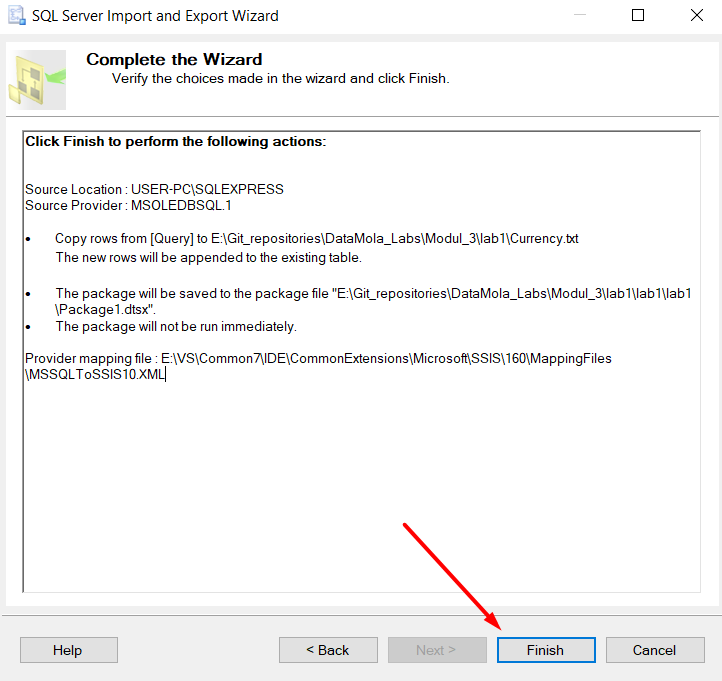 SQL Server Import and Export Wizard
Complete the Wizard
Verify the choices made in the wizard and click Finish.
Click Finish to perform the following actions:
Source Location : USER-PC\SQLEXPRESS
Source Provider : MSOLEDBSQL.1
• Copy rows from [Query] to E:\Git_repositories\DataMola_Labs\Modul_3\lab1\Currency.txt
The new rows will be appended to the existing table.
• The package will be saved to the package file "E:\Git_repositories\DataMola_Labs\Modul_3\lab1\lab1\lab1
\Package1.dtsx".
• The package will not be run immediately.
Provider mapping file : E:\VS\Common7\IDE\CommonExtensions\Microsoft\SSIS\160\MappingFiles
\MSSQLToSSIS10.XML
Help < Back Next > Finish Cancel